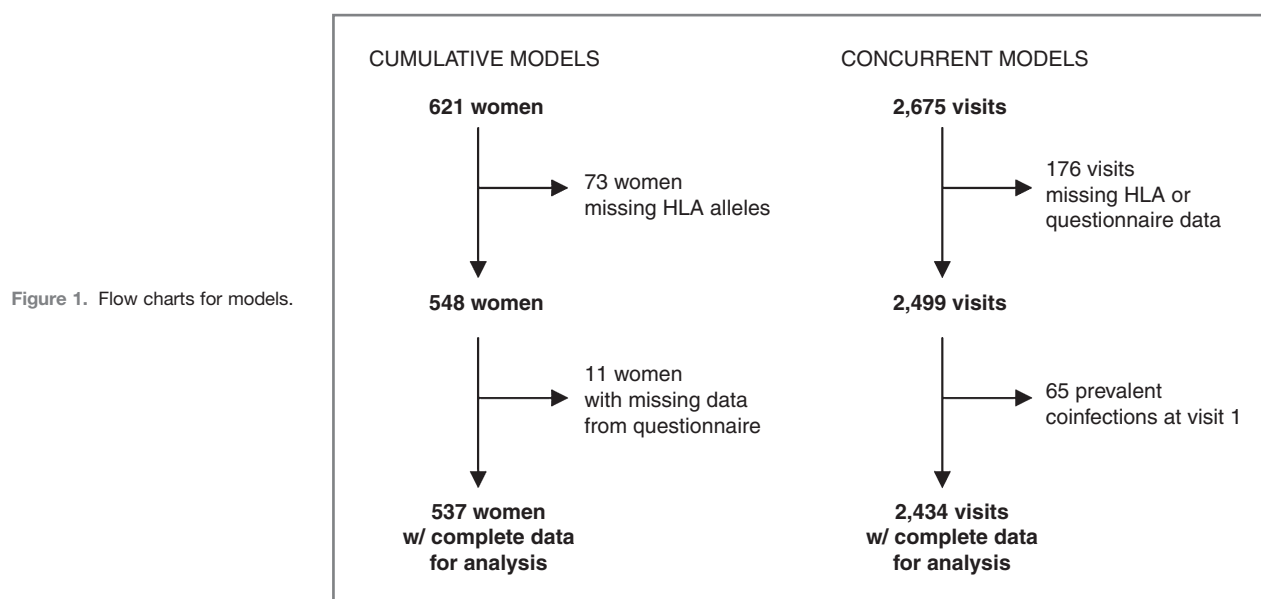 Figure 1. Flow charts for models.
CUMULATIVE MODELS
621 women
73 women
missing HLA alleles
548 women
11 women
with missing data
from questionnaire
537 women
w/ complete data
for analysis
CONCURRENT MODELS
2,675 visits
176 visits
missing HLA or
questionnaire data
2,499 visits
65 prevalent
coinfections at visit 1
2,434 visits
w/ complete data
for analysis